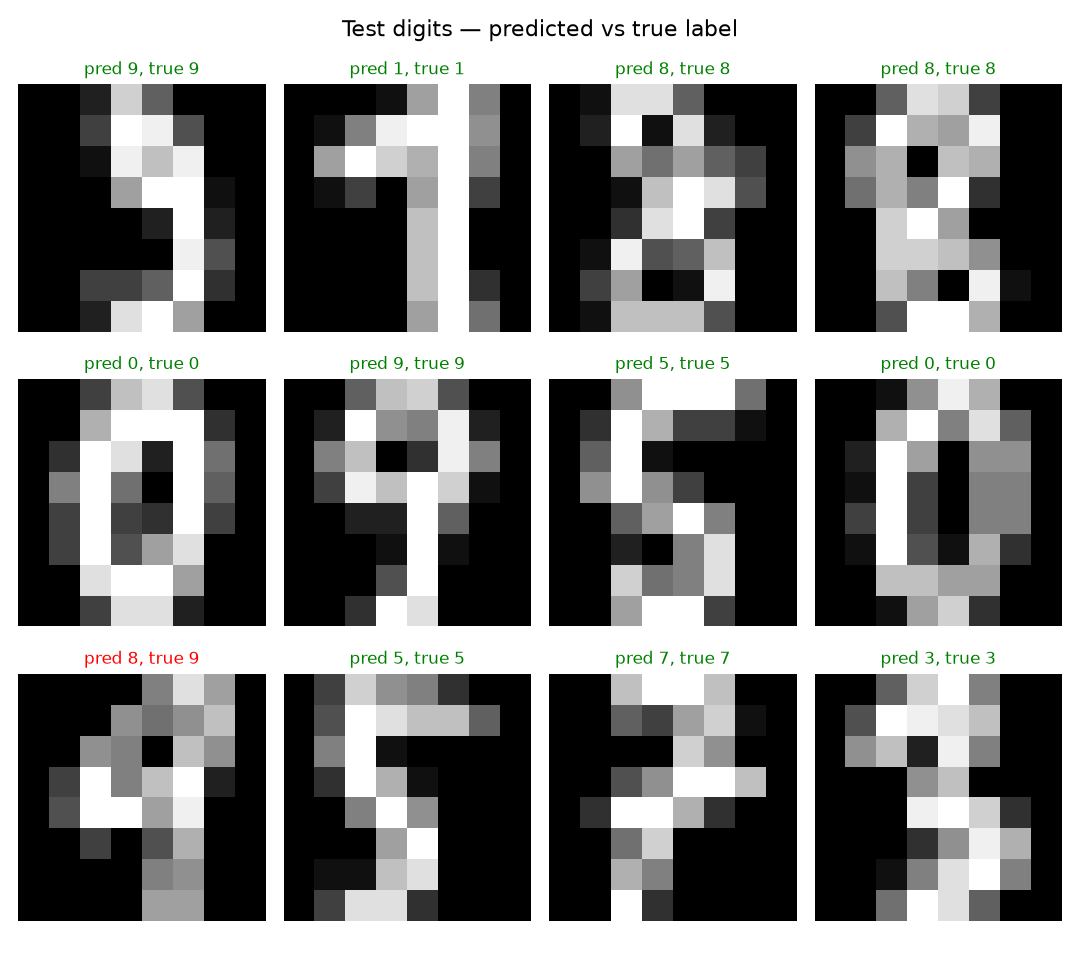 Test digits — predicted vs true label
pred 9, true 9
pred 1, true 1
pred 8, true 8
pred 8, true 8
pred 0, true 0
pred 9, true 9
pred 5, true 5
pred 0, true 0
pred 8, true 9
pred 5, true 5
pred 7, true 7
pred 3, true 3